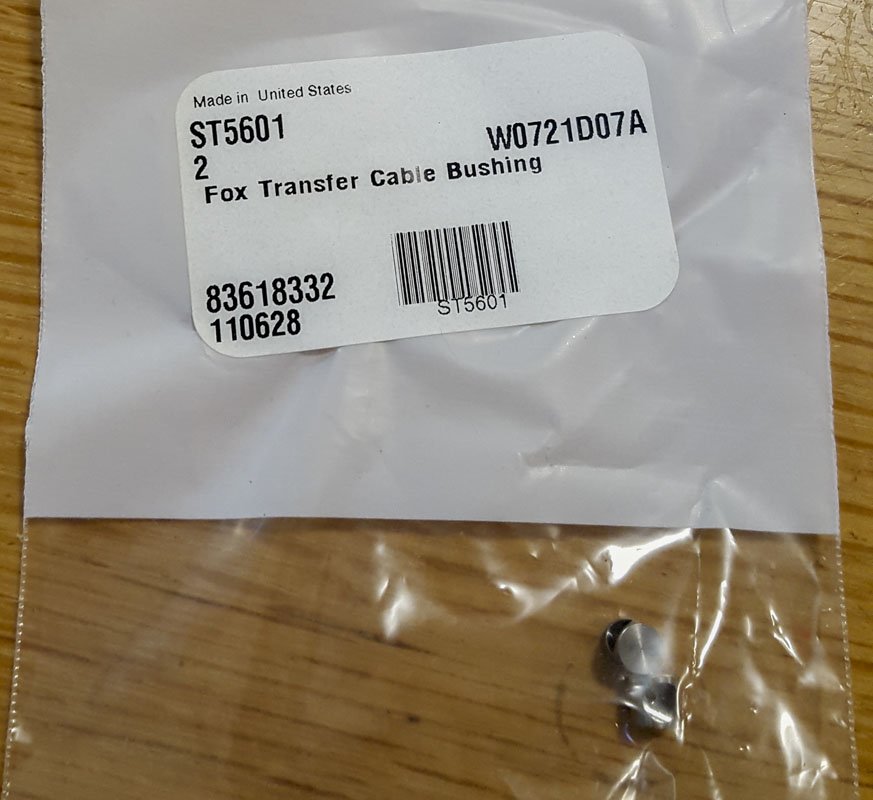 Made in United States
ST5601 W0721D07A
2
Fox Transfer Cable Bushing
83618332
110628
ST5601